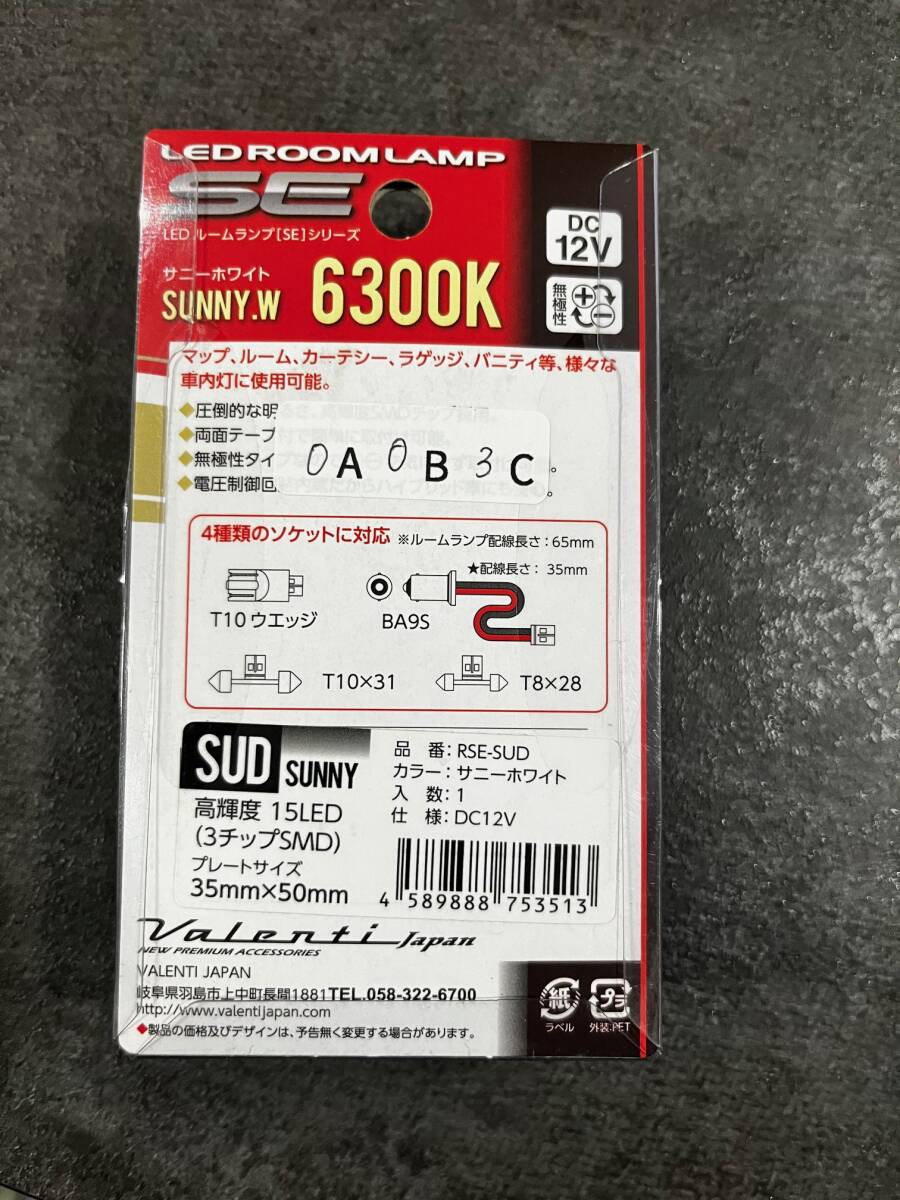 LED ROOM LAMP
SE
LED ルームランプ[SE]シリーズ
DC
12V
サニーホワイト
SUNNY.W 6300K
無極性
マップ、ルーム、カーテシー、ラゲッジ、バニティ等、様々な
車内灯に使用可能。
◆圧倒的な明
◆両面テープ
◆無極性タイ
◆電圧制御回
0A 0B 3C
4種類のソケットに対応 ※ルームランプ配線長さ:65mm
★配線長さ: 35mm
T10 ウエッジ
BA9S
T10×31
T8×28
SUD SUNNY
高輝度 15LED
(3チップSMD)
プレートサイズ
35mm×50mm
品 番:RSE-SUD
カラー:サニーホワイト
入 数:1
仕 様:DC12V
4 589888 753513
Valenti Japan
NEW PREMIUM ACCESSORIES
VALENTI JAPAN
岐阜県羽島市上中町長間1881 TEL.058-322-6700
http://www.valentijapan.com
◆製品の価格及びデザインは、予告無く変更する場合があります。
紙
ラベル
プラ
外装:PET